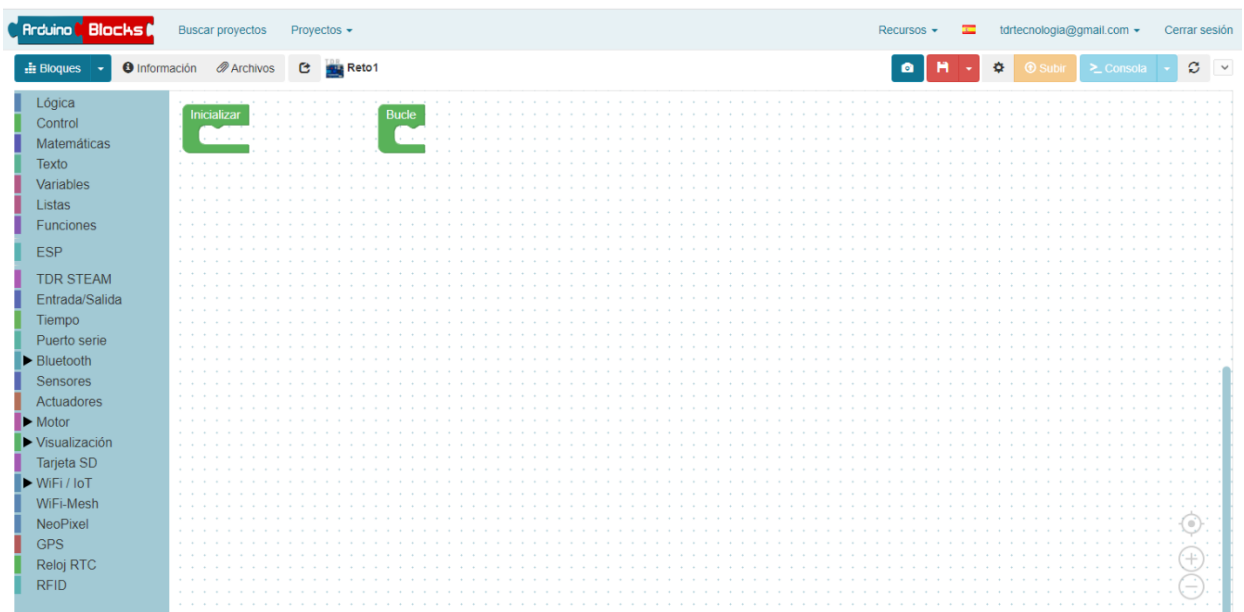 Arduino Blocks Buscar proyectos Proyectos Recursos tdrtecnologia@gmail.com Cerrar sesión
Bloques Información Archivos Reto1 Subir >_ Consola
Inicializar Bucle
Lógica
Control
Matemáticas
Texto
Variables
Listas
Funciones
ESP
TDR STEAM
Entrada/Salida
Tiempo
Puerto serie
Bluetooth
Sensores
Actuadores
Motor
Visualización
Tarjeta SD
WiFi / IoT
WiFi-Mesh
NeoPixel
GPS
Reloj RTC
RFID